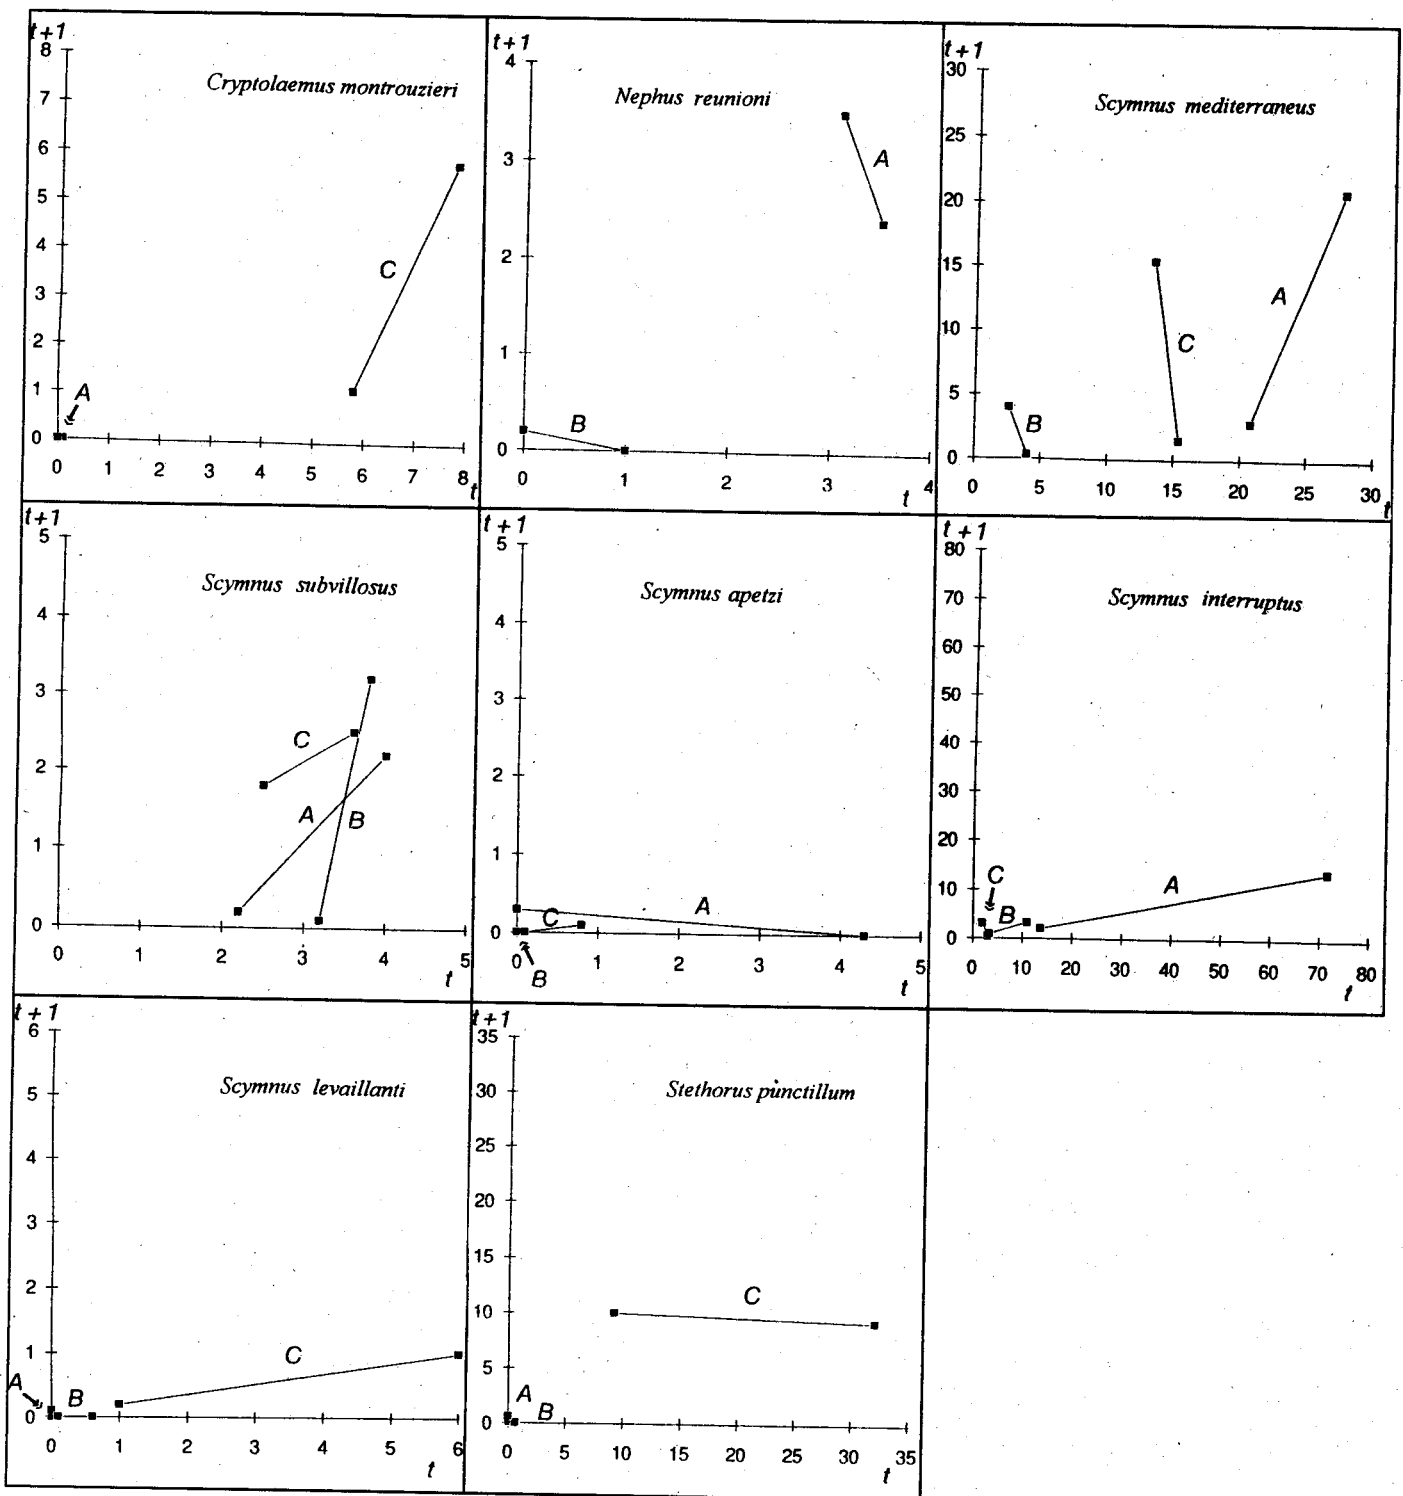 t+1
8
Cryptolaemus montrouzieri
7
6
5
4
C
3
2
1
A
0
0 1 2 3 4 5 6 7 8
t
t+1
4
Nephus reunioni
3
A
2
1
B
0
0 1 3 4
t
t+1
30
Scymnus mediterraneus
25
20
15
A
10
C
5
B
0
0 5 10 15 20 25 30
t
t+1
5
Scymnus subvillosus
4
3
C
2
A B
1
0
0 1 2 3 4 5
t
t+1
5
Scymnus apetzi
4
3
2
1
C A
0
0 1 2 3 4 5
B
t
t+1
80
Scymnus interruptus
70
60
50
40
30
20
C A
10
B
0
0 10 20 30 40 50 60 70 80
t
t+1
6
Scymnus levaillanti
5
4
3
2
1
C
A B
0
0 1 2 3 4 5 6
t
t+1
35
Stethorus punctillum
30
25
20
15
C
10
5
A
B
0
0 5 10 15 20 25 30 35
t